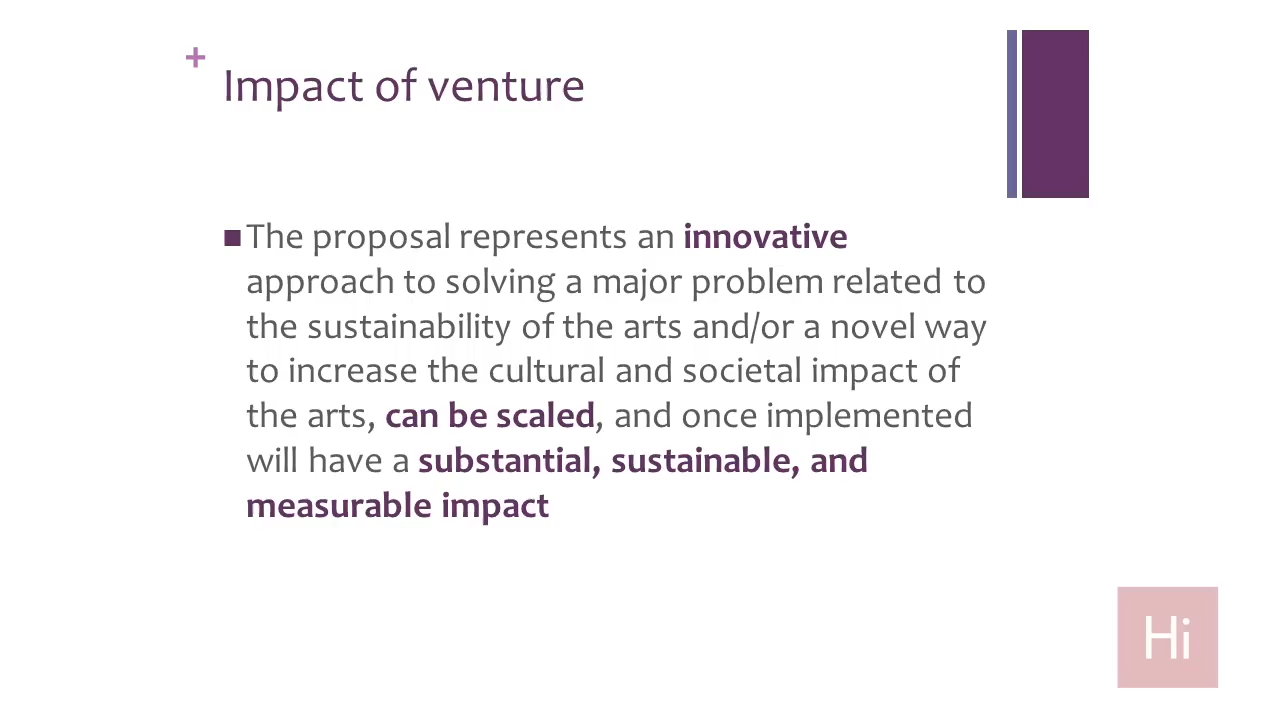 +
Impact of venture
The proposal represents an innovative
approach to solving a major problem related to
the sustainability of the arts and/or a novel way
to increase the cultural and societal impact of
the arts, can be scaled, and once implemented
will have a substantial, sustainable, and
measurable impact
Hi